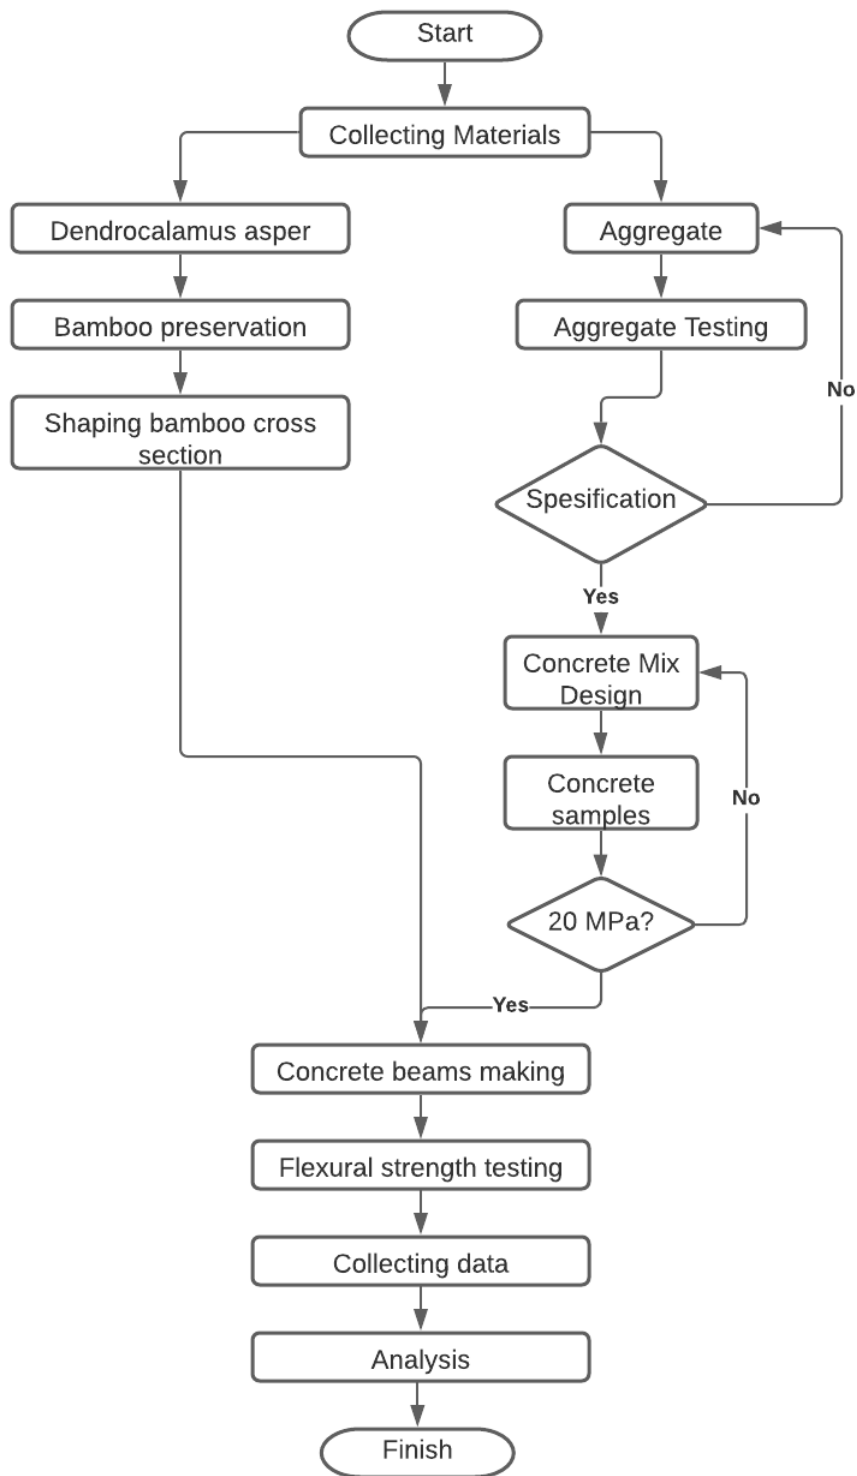 Start
Collecting Materials
Dendrocalamus asper
Aggregate
Bamboo preservation
Aggregate Testing
No
Shaping bamboo cross
section
Spesification
Yes
Concrete Mix
Design
Concrete
samples
No
20 MPa?
Yes
Concrete beams making
Flexural strength testing
Collecting data
Analysis
Finish